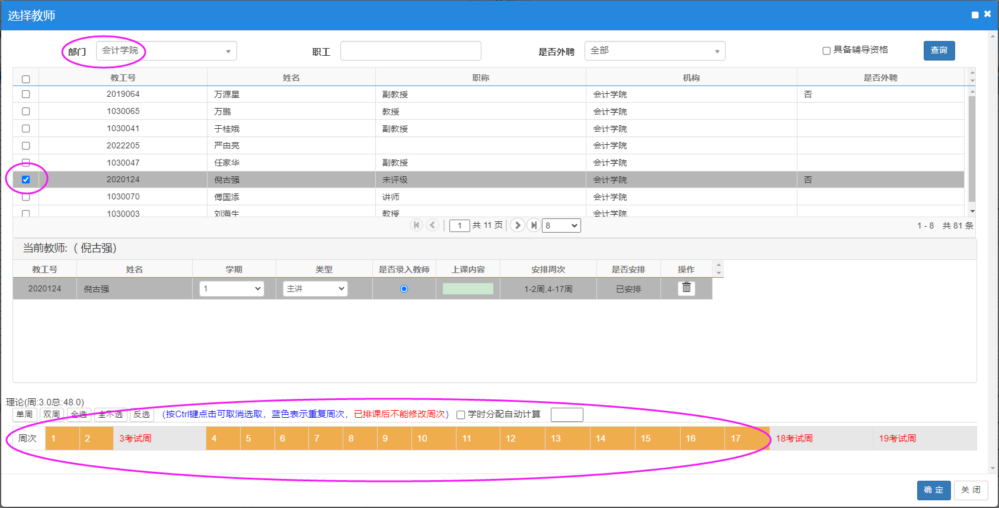 选择教师
部门 会计学院 职工 是否外聘 全部 具备辅导资格 查询
教工号 姓名 职称 机构 是否外聘
2019064 万源星 副教授 会计学院 否
1030065 万鹏 教授 会计学院
1030041 于桂娥 副教授 会计学院
2022205 严由亮 会计学院
1030047 任家华 副教授 会计学院
2020124 倪古强 未评级 会计学院 否
1030070 傅国添 讲师 会计学院
1030003 刘海生 教授 会计学院
1 共 11 页 8 1 - 8 共 81 条
当前教师:（ 倪古强）
教工号 姓名 学期 类型 是否录入教师 上课内容 安排周次 是否安排 操作
2020124 倪古强 1 主讲 1-2周,4-17周 已安排
理论(周:3.0总:48.0)
单周 双周 全选 全不选 反选 (按Ctrl键点击可取消选取，蓝色表示重复周次，已排课后不能修改周次) 学时分配自动计算
周次 1 2 3考试周 4 5 6 7 8 9 10 11 12 13 14 15 16 17 18考试周 19考试周
确 定 关 闭